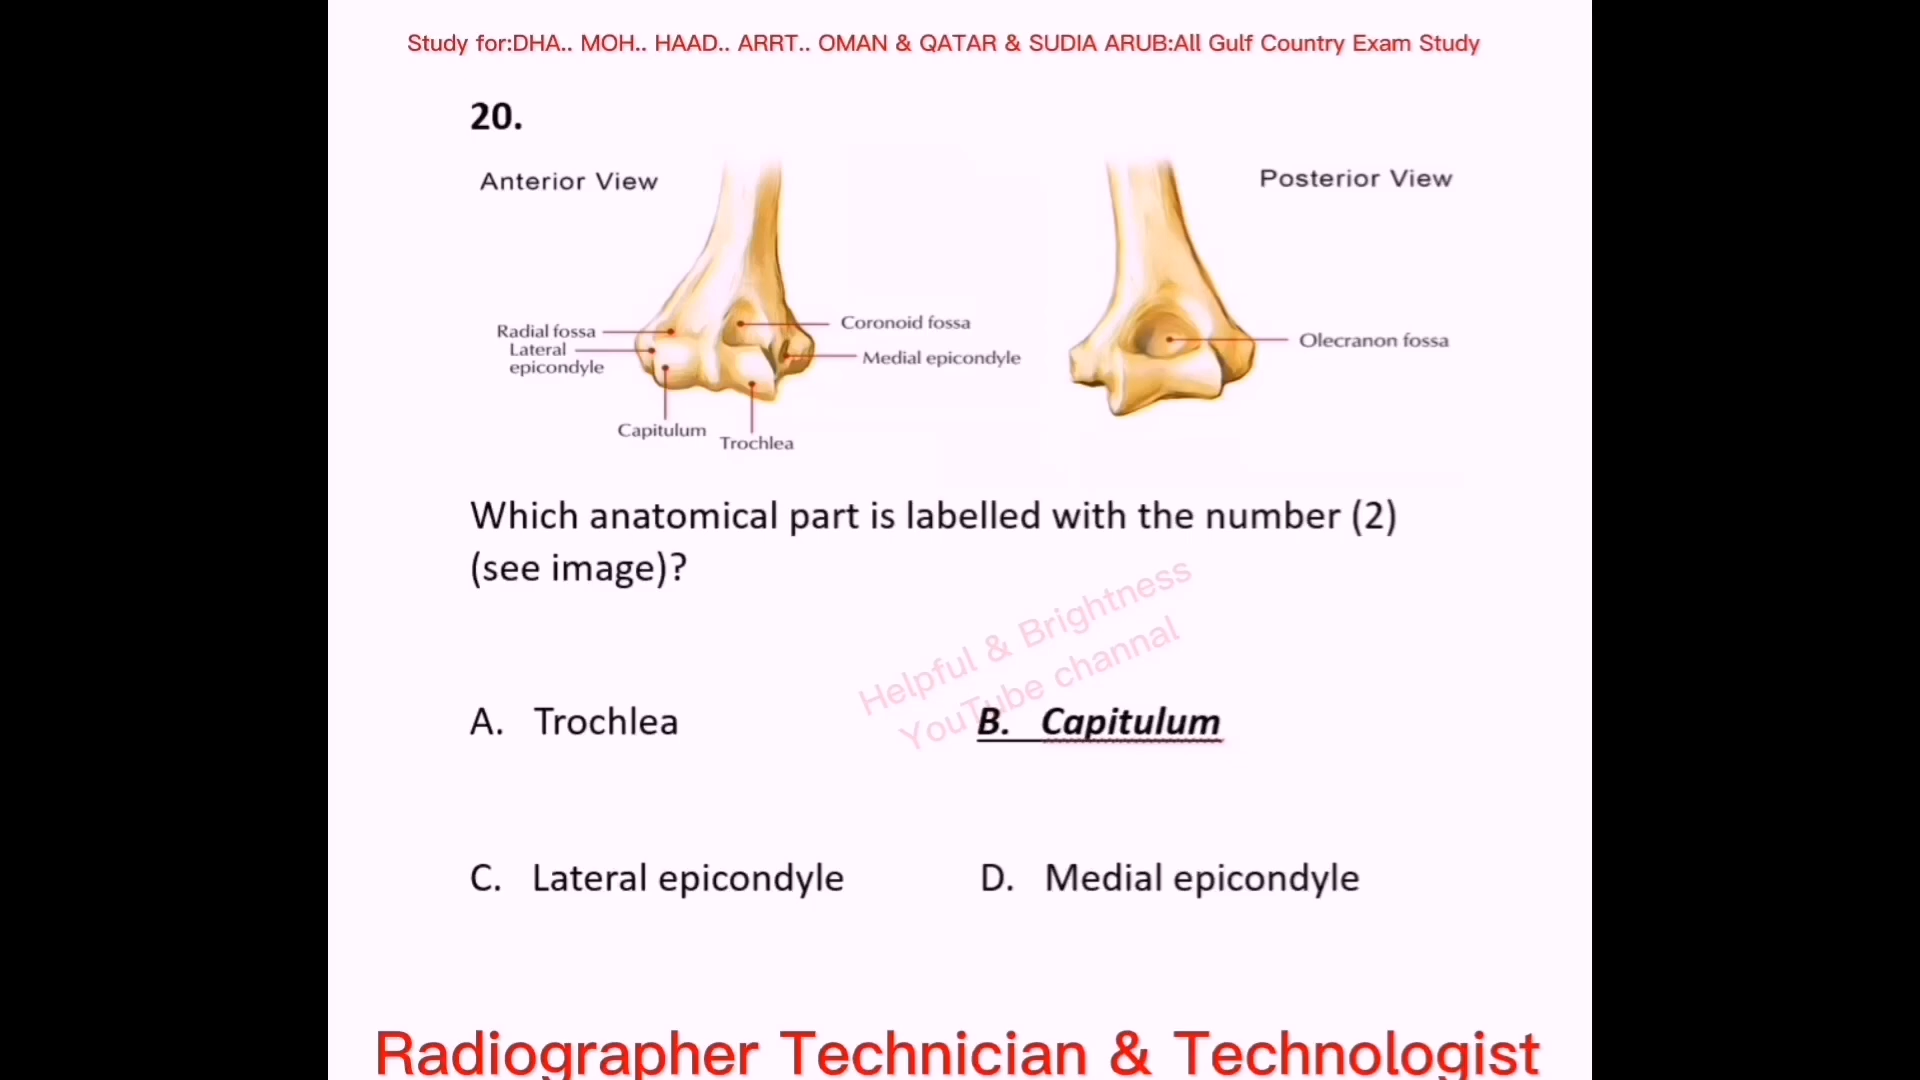 Study for:DHA.. MOH.. HAAD.. ARRT.. OMAN & QATAR & SUDIA ARUB:All Gulf Country Exam Study
20.
Anterior View
Posterior View
Radial fossa
Lateral
epicondyle
Capitulum
Trochlea
Coronoid fossa
Medial epicondyle
Olecranon fossa
Which anatomical part is labelled with the number (2)
(see image)?
Helpful & Brightness
YouTube channal
A. Trochlea
B. Capitulum
C. Lateral epicondyle
D. Medial epicondyle
Radiographer Technician & Technologist